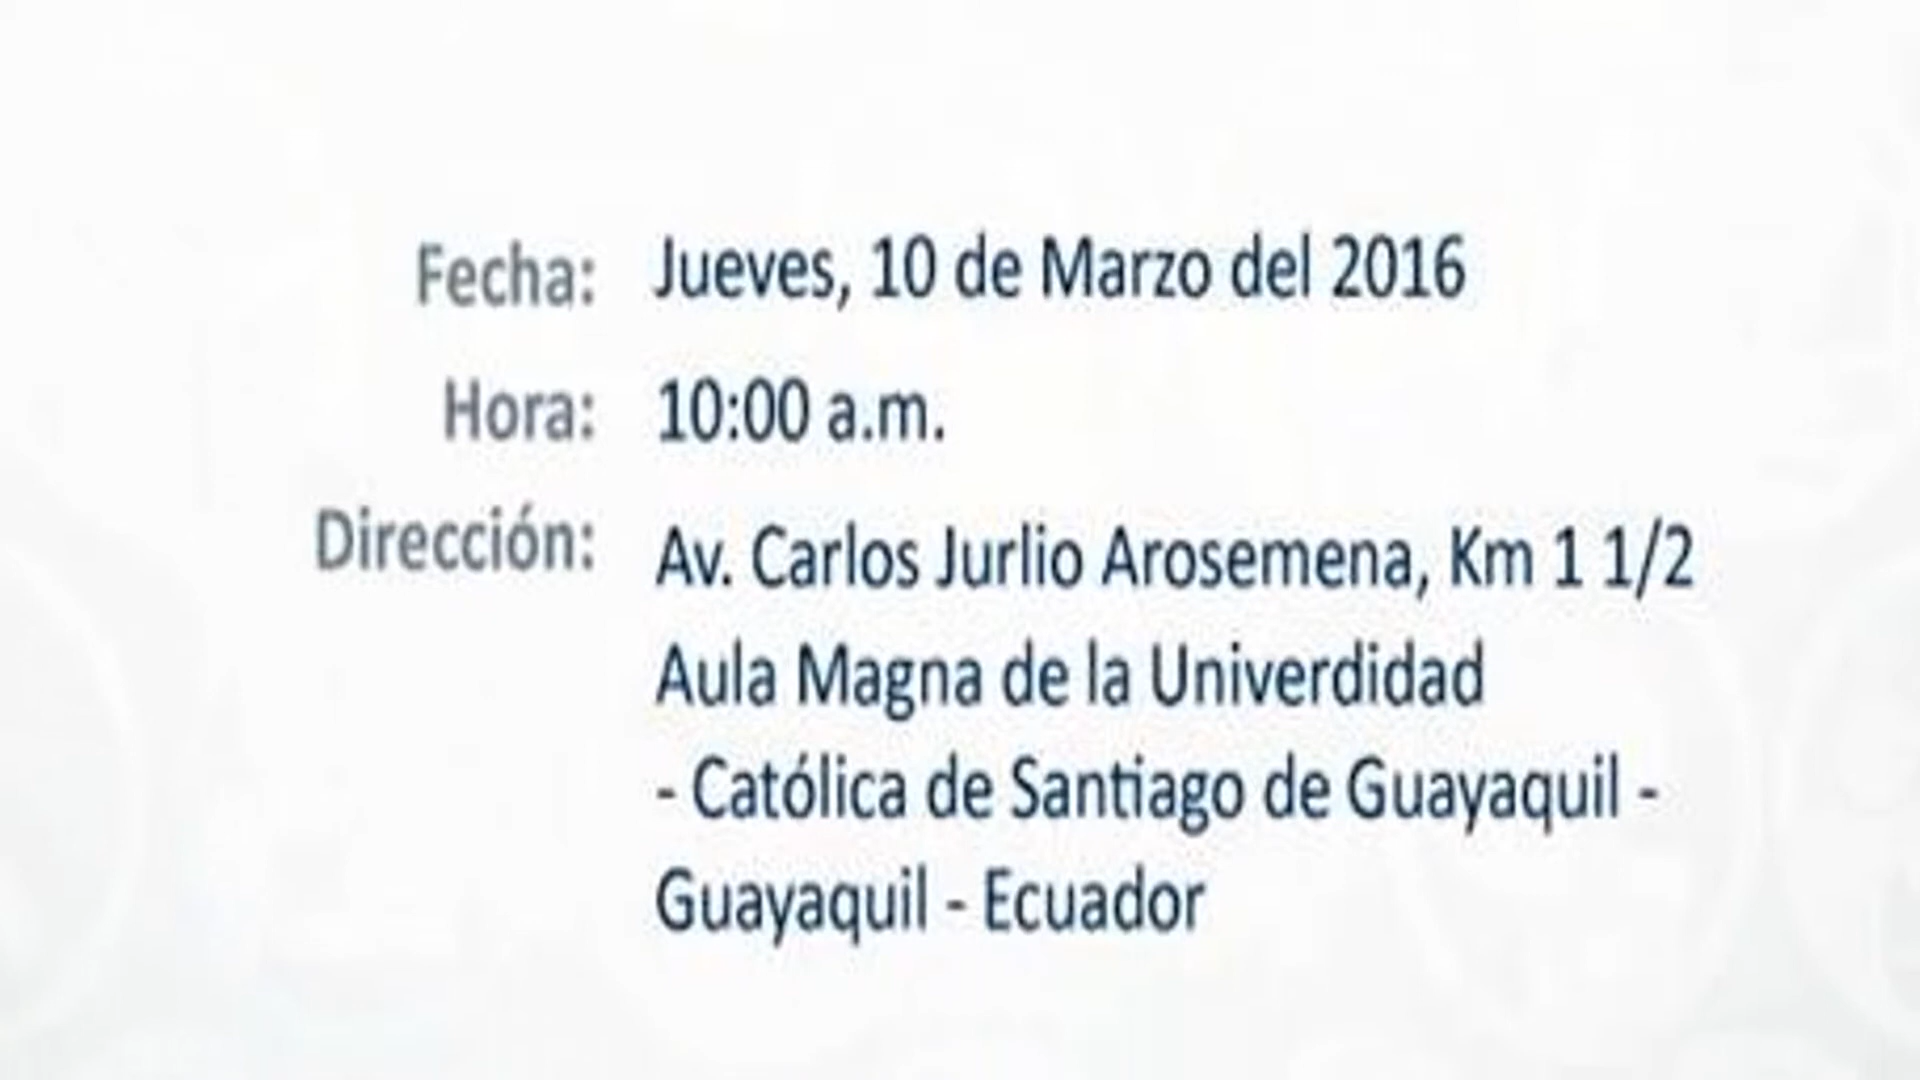 Fecha: Jueves, 10 de Marzo del 2016
Hora: 10:00 a.m.
Dirección: Av. Carlos Jurlio Arosemena, Km 1 1/2
Aula Magna de la Univerdidad
- Católica de Santiago de Guayaquil -
Guayaquil - Ecuador